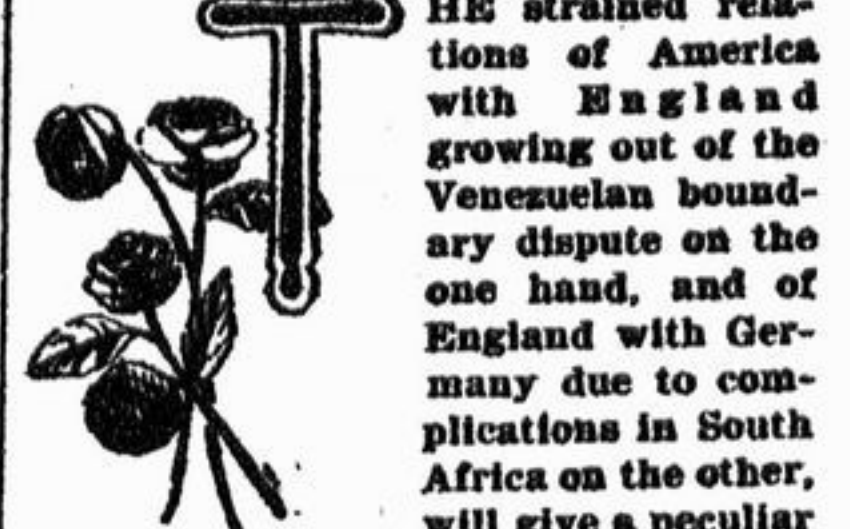 THE strained rela-
tions of America
with England
growing out of the
Venezuelan bound-
ary dispute on the
one hand, and of
England with Ger-
many due to com-
plications in South
Africa on the other,
will give a peculiar